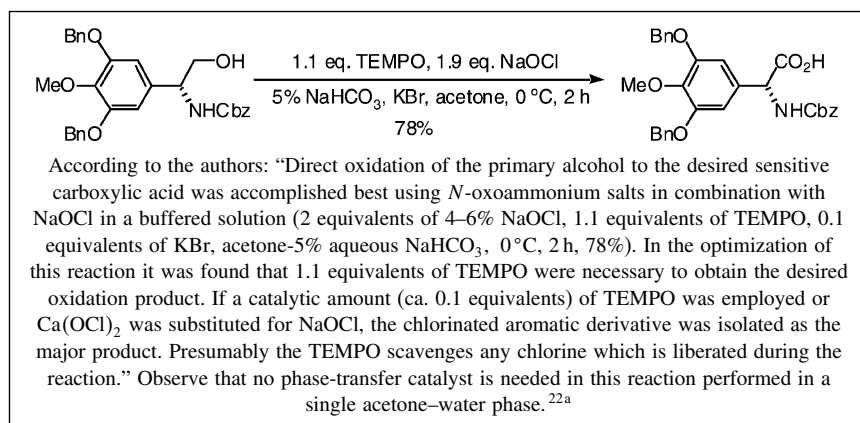 BnO
OH
1.1 eq. TEMPO, 1.9 eq. NaOCl
BnO
CO2H
MeO
NHCbz
5% NaHCO3, KBr, acetone, 0 °C, 2 h
MeO
NHCbz
BnO
78%
BnO
According to the authors: “Direct oxidation of the primary alcohol to the desired sensitive
carboxylic acid was accomplished best using N-oxoammonium salts in combination with
NaOCl in a buffered solution (2 equivalents of 4–6% NaOCl, 1.1 equivalents of TEMPO, 0.1
equivalents of KBr, acetone-5% aqueous NaHCO3, 0 °C, 2 h, 78%). In the optimization of
this reaction it was found that 1.1 equivalents of TEMPO were necessary to obtain the desired
oxidation product. If a catalytic amount (ca. 0.1 equivalents) of TEMPO was employed or
Ca(OCl)2 was substituted for NaOCl, the chlorinated aromatic derivative was isolated as the
major product. Presumably the TEMPO scavenges any chlorine which is liberated during the
reaction.” Observe that no phase-transfer catalyst is needed in this reaction performed in a
single acetone–water phase.22a